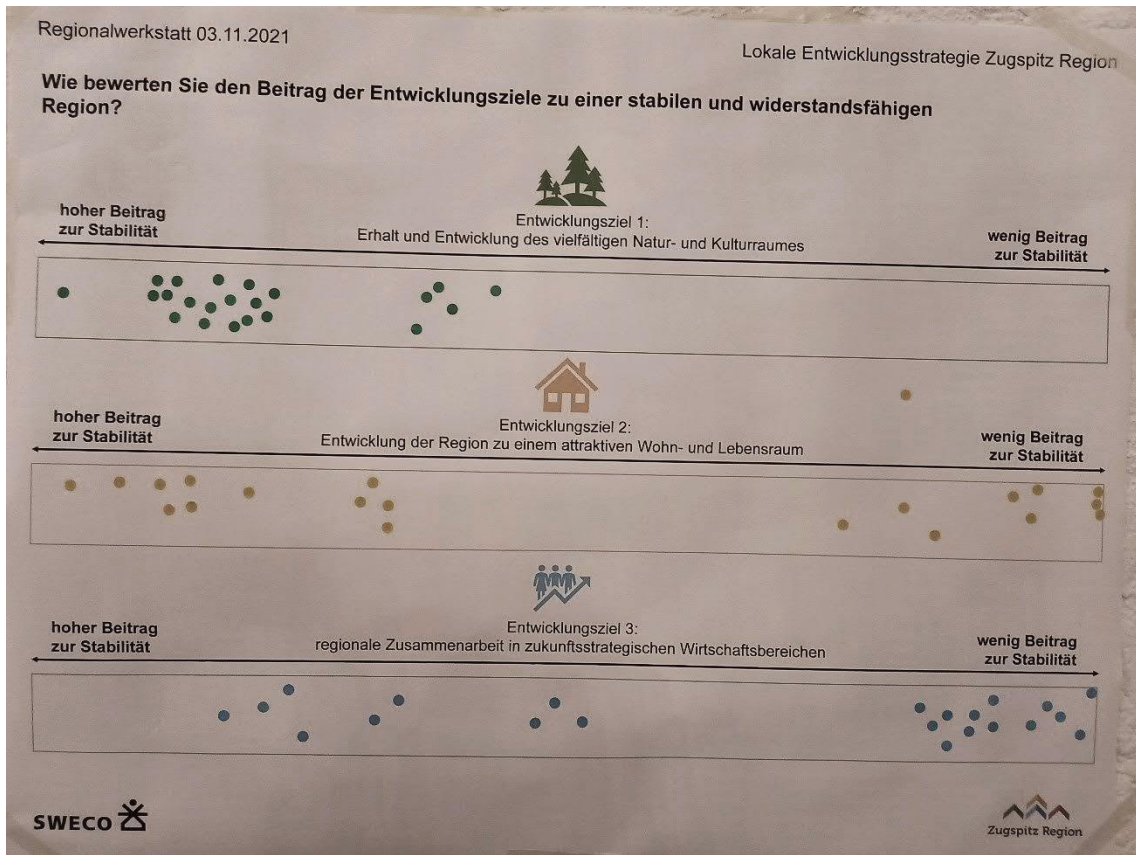 Regionalwerkstatt 03.11.2021
Lokale Entwicklungsstrategie Zugspitz Region
Wie bewerten Sie den Beitrag der Entwicklungsziele zu einer stabilen und widerstandsfähigen
Region?
Entwicklungsziel 1:
Erhalt und Entwicklung des vielfältigen Natur- und Kulturraumes
hoher Beitrag
zur Stabilität
wenig Beitrag
zur Stabilität
Entwicklungsziel 2:
Entwicklung der Region zu einem attraktiven Wohn- und Lebensraum
hoher Beitrag
zur Stabilität
wenig Beitrag
zur Stabilität
Entwicklungsziel 3:
regionale Zusammenarbeit in zukunftsstrategischen Wirtschaftsbereichen
hoher Beitrag
zur Stabilität
wenig Beitrag
zur Stabilität
SWECO
Zugspitz Region